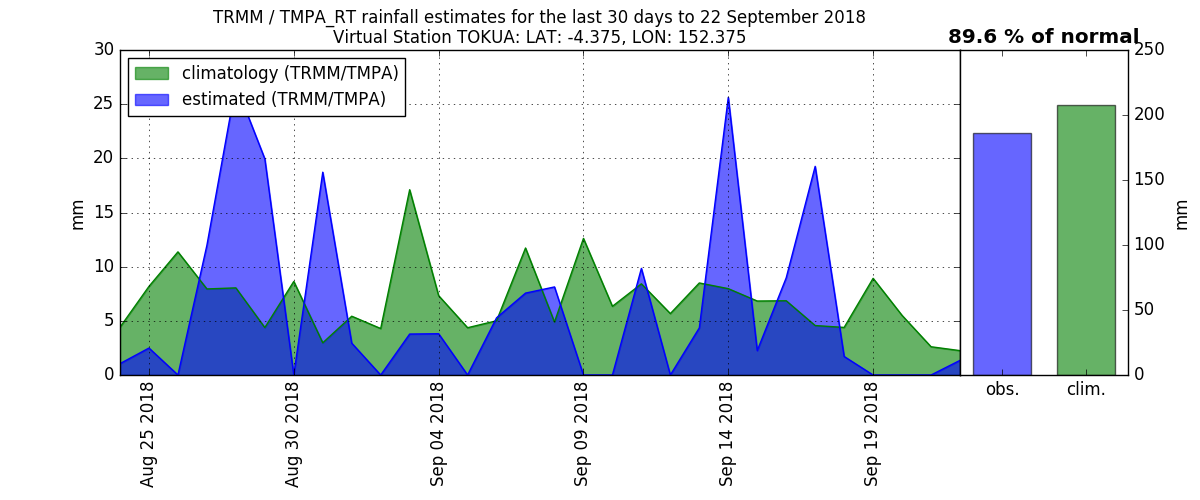 TRMM / TMPA_RT rainfall estimates for the last 30 days to 22 September 2018
Virtual Station TOKUA: LAT: -4.375, LON: 152.375
89.6 % of normal
climatology (TRMM/TMPA)
estimated (TRMM/TMPA)
30
25
20
15
10
5
0
mm
Aug 25 2018
Aug 30 2018
Sep 04 2018
Sep 09 2018
Sep 14 2018
Sep 19 2018
250
200
150
100
50
0
mm
obs.
clim.